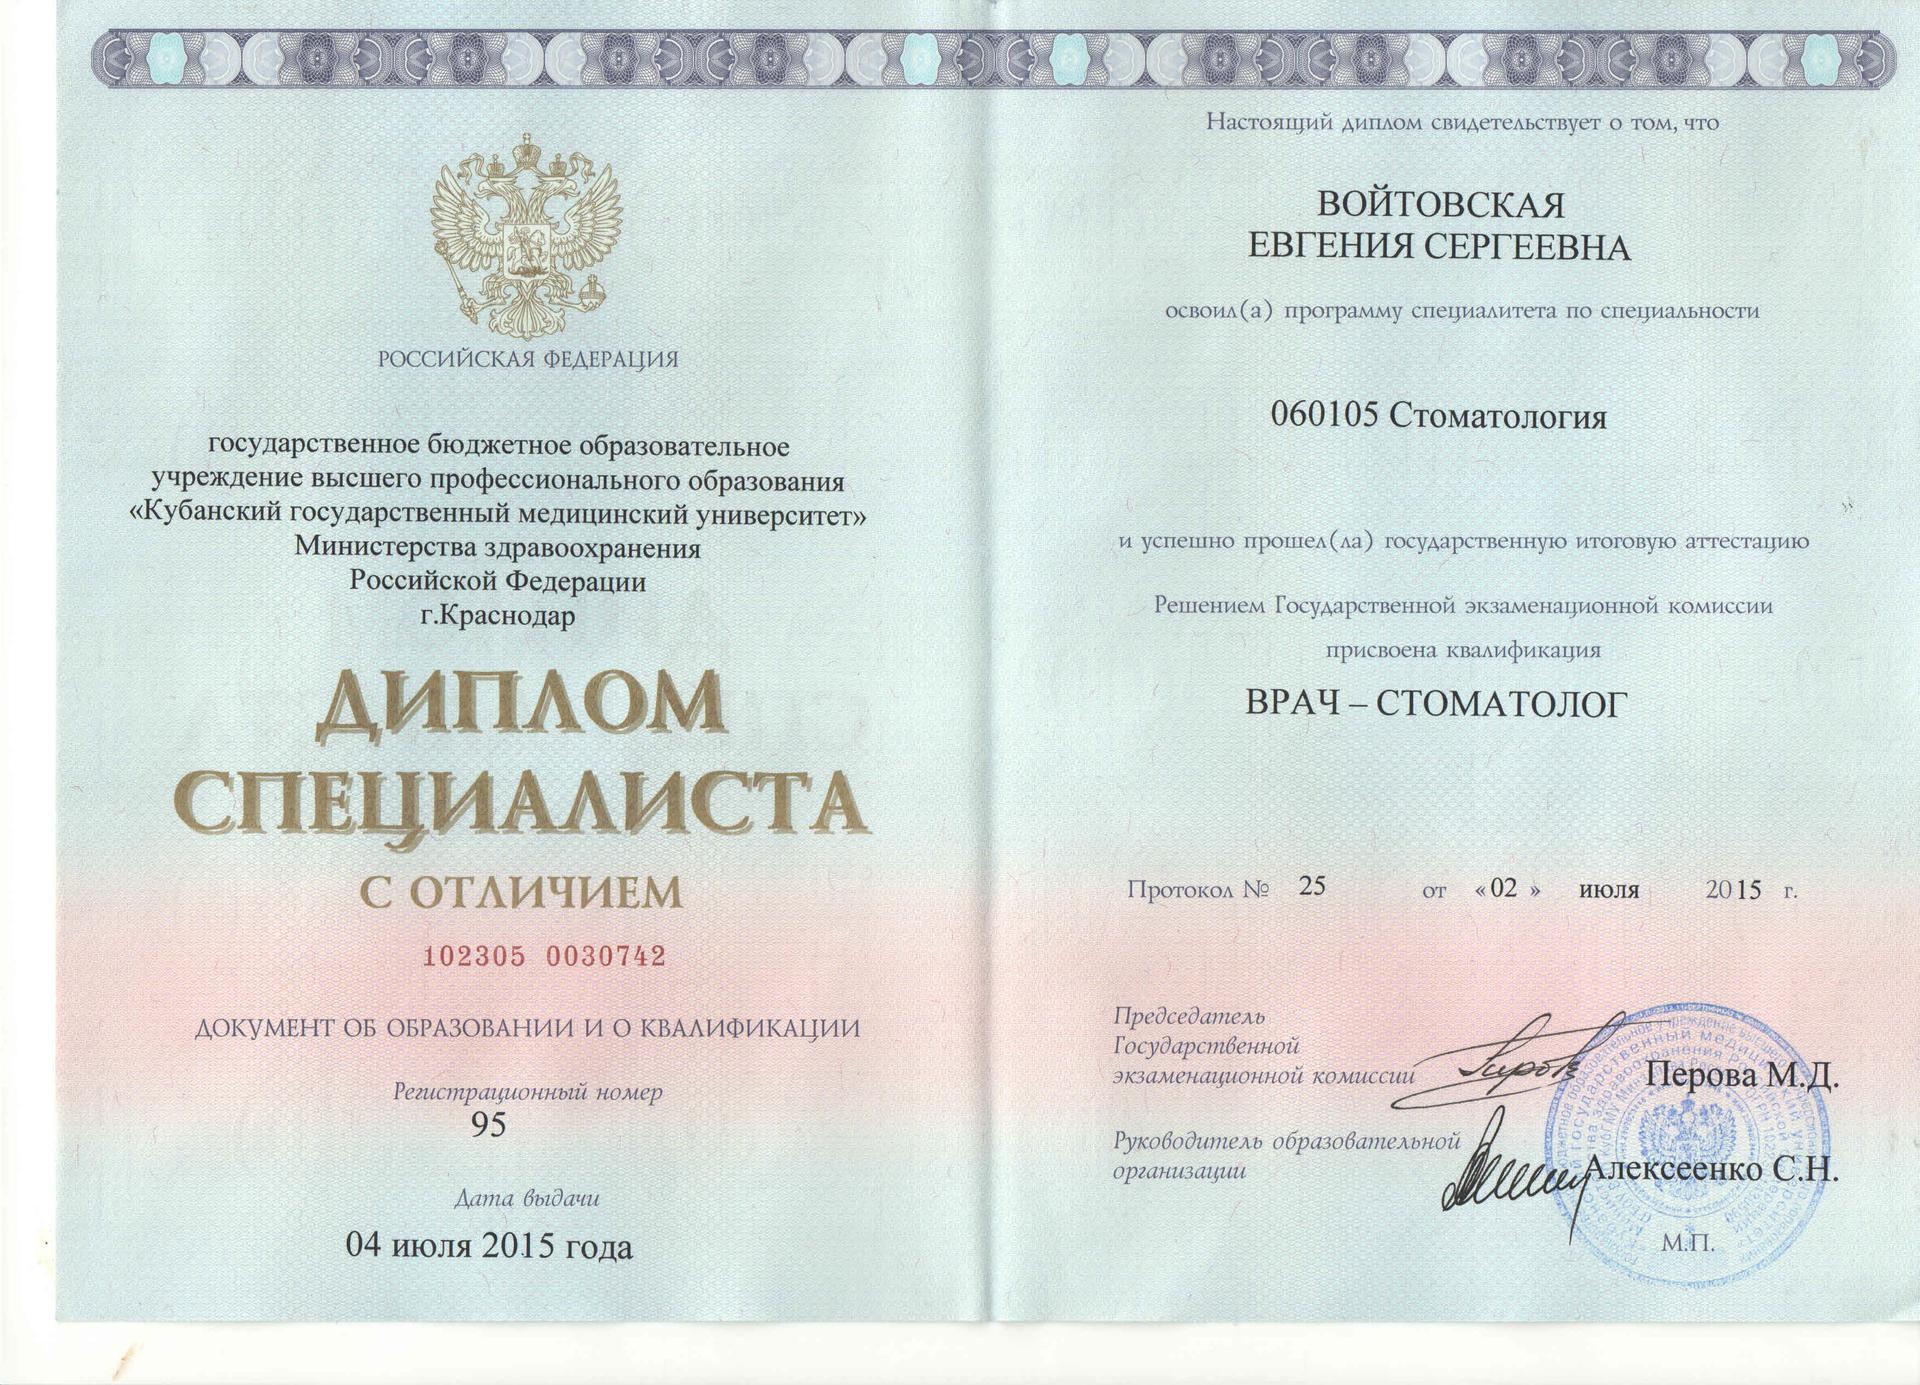 РОССИЙСКАЯ ФЕДЕРАЦИЯ
государственное бюджетное образовательное
учреждение высшего профессионального образования
«Кубанский государственный медицинский университет»
Министерства здравоохранения
Российской Федерации
г.Краснодар
ДИПЛОМ
СПЕЦИАЛИСТА
С ОТЛИЧИЕМ
102305 0030742
ДОКУМЕНТ ОБ ОБРАЗОВАНИИ И О КВАЛИФИКАЦИИ
Регистрационный номер
95
Дата выдачи
04 июля 2015 года
Настоящий диплом свидетельствует о том, что
ВОЙТОВСКАЯ
ЕВГЕНИЯ СЕРГЕЕВНА
освоил(а) программу специалитета по специальности
060105 Стоматология
и успешно прошел(ла) государственную итоговую аттестацию
Решением Государственной экзаменационной комиссии
присвоена квалификация
ВРАЧ – СТОМАТОЛОГ
Протокол № 25 от «02» июля 2015 г.
Председатель
Государственной
экзаменационной комиссии Перова М.Д.
Руководитель образовательной
организации Алексеенко С.Н.
М.П.